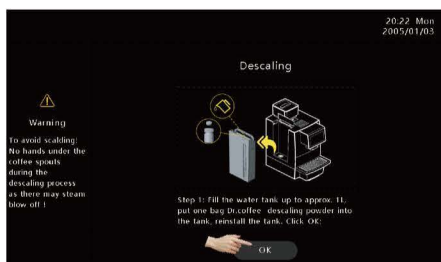 20:22 Mon
2005/01/03
Descaling
Warning
To avoid scalding:
No hands under the
coffee spouts
during the
descaling process
as there may steam
blow off !
Step 1: Fill the water tank up to approx. 1L,
put one bag Dr.coffee descaling powder into
the tank, reinstall the tank. Click OK:
OK